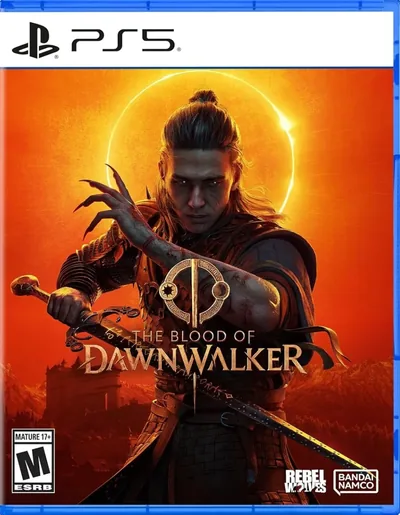 PS5
THE BLOOD OF
DAWNWALKER
MATURE 17+
M
ESRB
REBEL
WOLVES
BANDAI
NAMCO